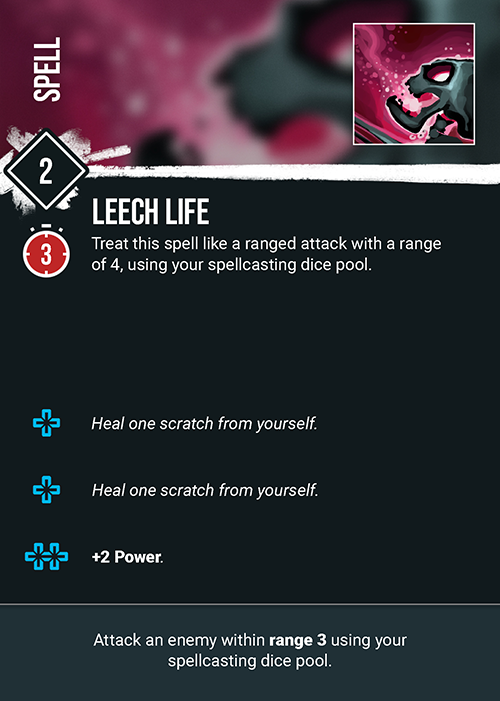 SPELL
2
LEECH LIFE
3
Treat this spell like a ranged attack with a range
of 4, using your spellcasting dice pool.
Heal one scratch from yourself.
Heal one scratch from yourself.
+2 Power.
Attack an enemy within range 3 using your
spellcasting dice pool.